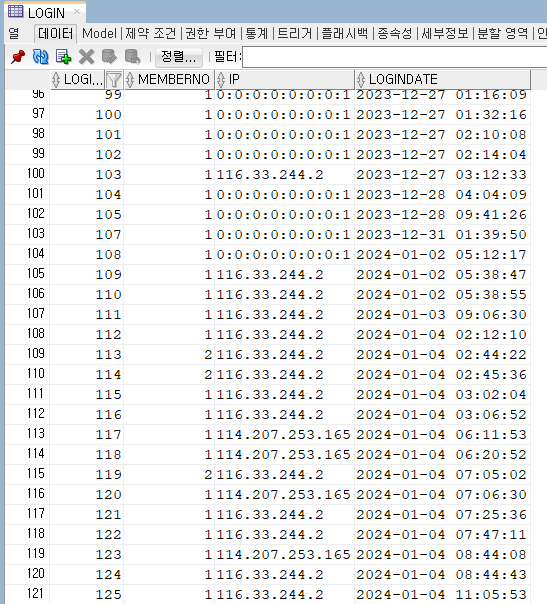 LOGIN ×
열 데이터 Model 제약 조건 권한 부여 통계 트리거 플래시백 종속성 세부정보 분할 영역
정렬... 필터:
LOGI... MEMBERNO IP LOGINDATE
96 99 1 0:0:0:0:0:0:0:1 2023-12-27 01:16:09
97 100 1 0:0:0:0:0:0:0:1 2023-12-27 01:32:16
98 101 1 0:0:0:0:0:0:0:1 2023-12-27 02:10:08
99 102 1 0:0:0:0:0:0:0:1 2023-12-27 02:14:04
100 103 1 116.33.244.2 2023-12-27 03:12:33
101 104 1 0:0:0:0:0:0:0:1 2023-12-28 04:04:09
102 105 1 0:0:0:0:0:0:0:1 2023-12-28 09:41:26
103 107 1 0:0:0:0:0:0:0:1 2023-12-31 01:39:50
104 108 1 0:0:0:0:0:0:0:1 2024-01-02 05:12:17
105 109 1 116.33.244.2 2024-01-02 05:38:47
106 110 1 116.33.244.2 2024-01-02 05:38:55
107 111 1 116.33.244.2 2024-01-03 09:06:30
108 112 1 116.33.244.2 2024-01-04 02:12:10
109 113 2 116.33.244.2 2024-01-04 02:44:22
110 114 2 116.33.244.2 2024-01-04 02:45:36
111 115 1 116.33.244.2 2024-01-04 03:02:04
112 116 1 116.33.244.2 2024-01-04 03:06:52
113 117 1 114.207.253.165 2024-01-04 06:11:53
114 118 1 114.207.253.165 2024-01-04 06:20:52
115 119 2 116.33.244.2 2024-01-04 07:05:02
116 120 1 114.207.253.165 2024-01-04 07:06:30
117 121 1 116.33.244.2 2024-01-04 07:25:36
118 122 1 116.33.244.2 2024-01-04 07:47:11
119 123 1 114.207.253.165 2024-01-04 08:44:08
120 124 1 116.33.244.2 2024-01-04 08:44:43
121 125 1 116.33.244.2 2024-01-04 11:05:53